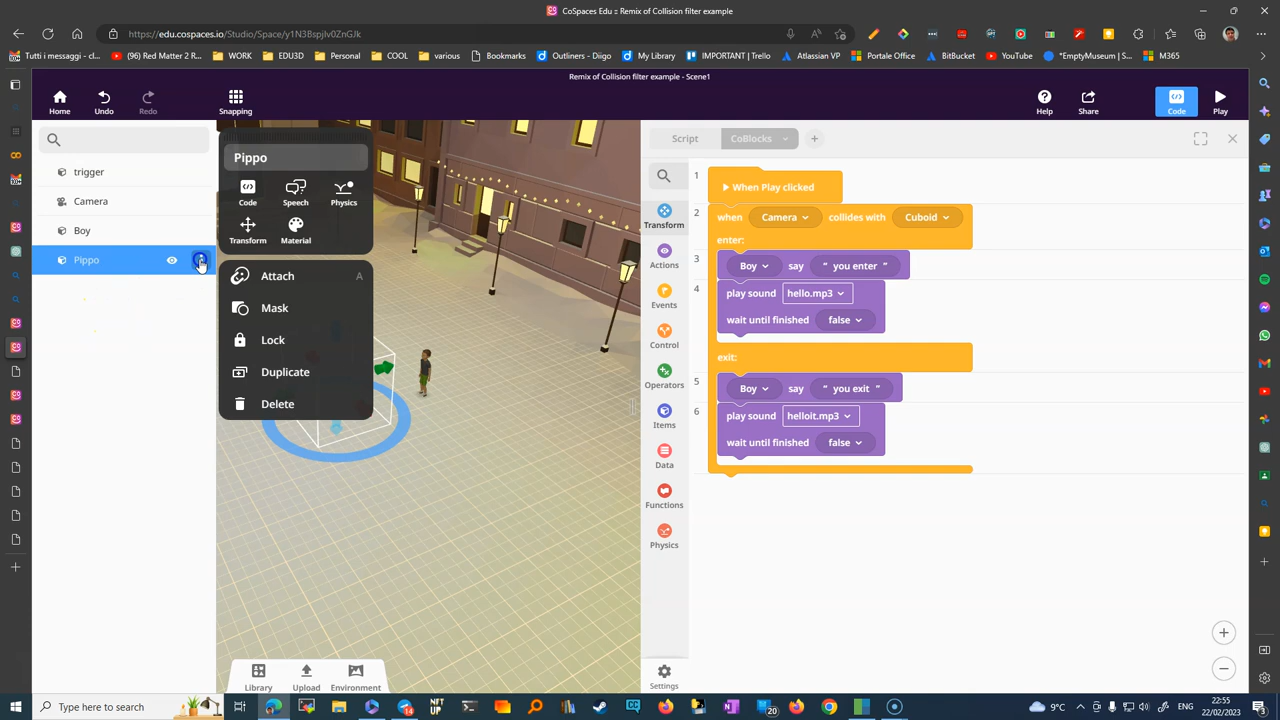 CoSpaces Edu :: Remix of Collision filter example
https://edu.cospaces.io/Studio/Space/y1N3Bspjlv0ZnGJk
Tutti i messaggi - cl...
(96) Red Matter 2 R...
WORK
EDU3D
Personal
COOL
various
Bookmarks
Outliners - Diigo
My Library
IMPORTANT | Trello
Atlassian VP
Portale Office
BitBucket
YouTube
*EmptyMuseum | S...
M365
Remix of Collision filter example - Scene1
Home
Undo
Redo
Snapping
Help
Share
Code
Play
trigger
Camera
Boy
Pippo
Pippo
Code
Speech
Physics
Transform
Material
Attach A
Mask
Lock
Duplicate
Delete
Library
Upload
Environment
Script
CoBlocks
Transform
Actions
Events
Control
Operators
Items
Data
Functions
Physics
Settings
1 When Play clicked
2 when Camera collides with Cuboid
enter:
3 Boy say “ you enter ”
4 play sound hello.mp3
wait until finished false
exit:
5 Boy say “ you exit ”
6 play sound helloit.mp3
wait until finished false
Type here to search
NFT
UP
CC
14
20
9°C
22:55
22/02/2023